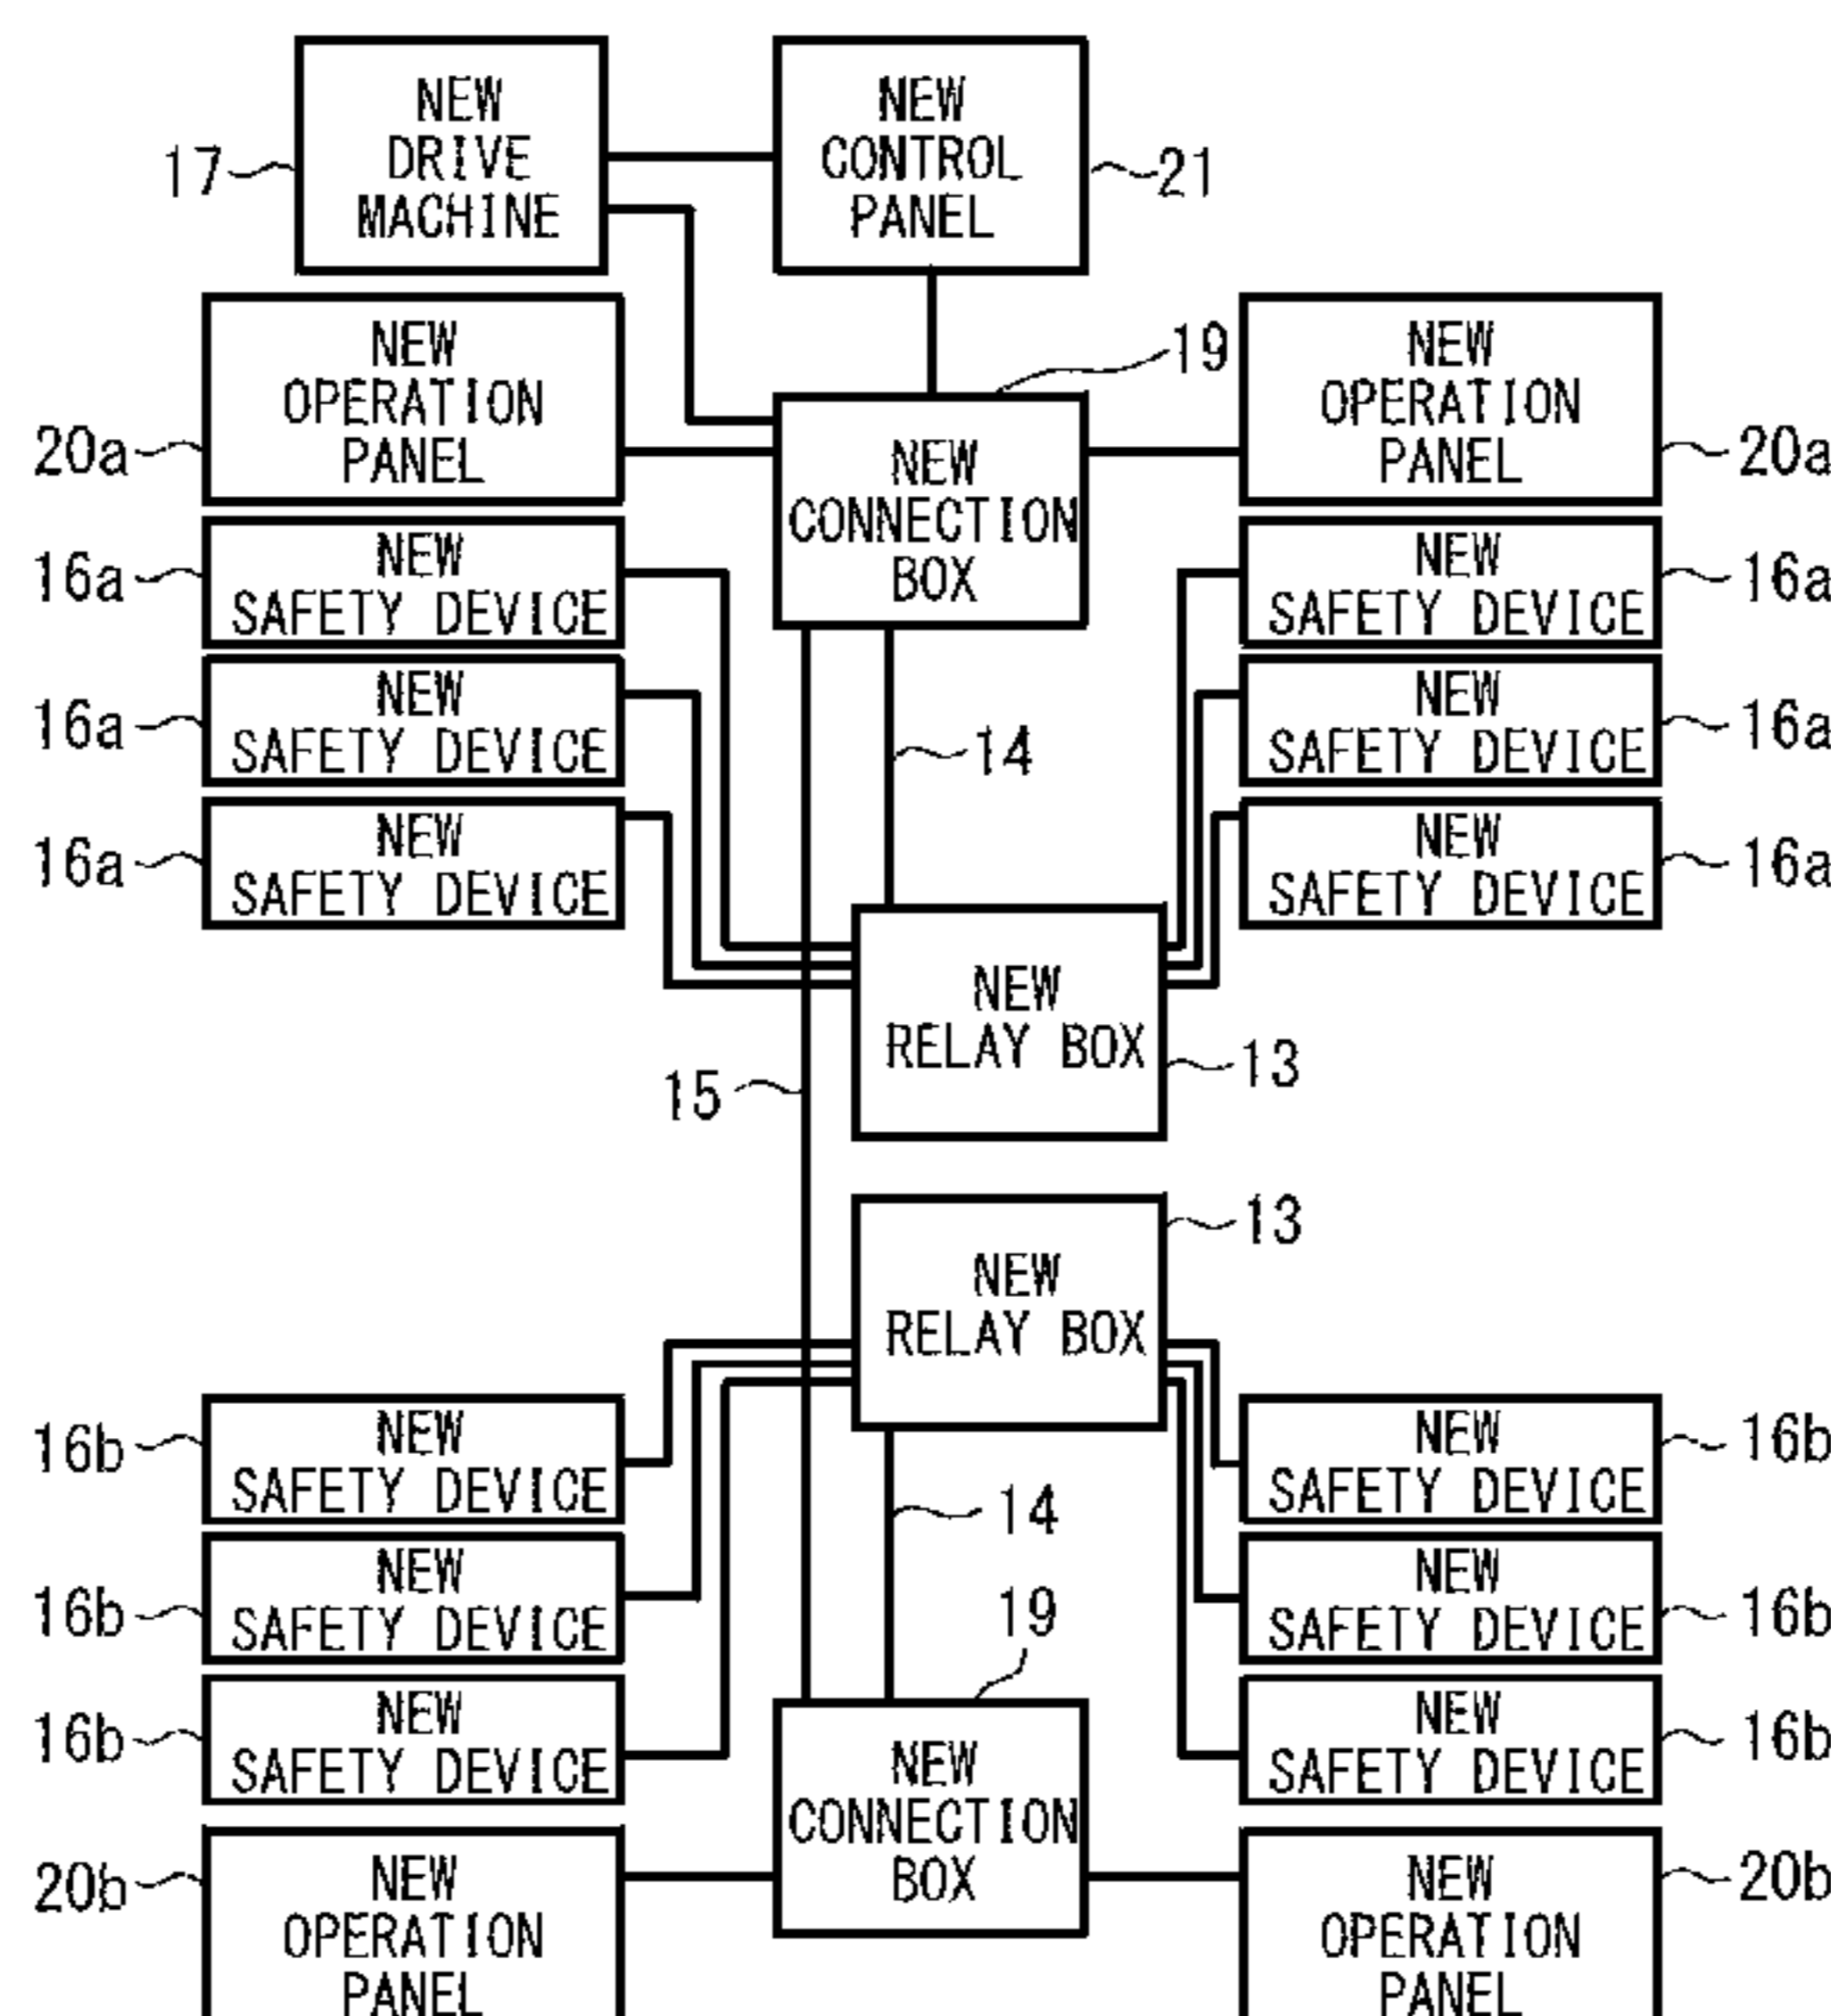 NEW
DRIVE
MACHINE
17
NEW
CONTROL
PANEL
21
NEW
OPERATION
PANEL
20a
19
NEW
CONNECTION
BOX
NEW
OPERATION
PANEL
20a
16a
NEW
SAFETY DEVICE
NEW
SAFETY DEVICE
16a
16a
NEW
SAFETY DEVICE
14
NEW
SAFETY DEVICE
16a
16a
NEW
SAFETY DEVICE
NEW
SAFETY DEVICE
16a
NEW
RELAY BOX
13
15
13
NEW
RELAY BOX
16b
NEW
SAFETY DEVICE
NEW
SAFETY DEVICE
16b
14
16b
NEW
SAFETY DEVICE
19
NEW
SAFETY DEVICE
16b
16b
NEW
SAFETY DEVICE
NEW
SAFETY DEVICE
16b
NEW
CONNECTION
BOX
20b
NEW
OPERATION
PANEL
NEW
OPERATION
PANEL
20b